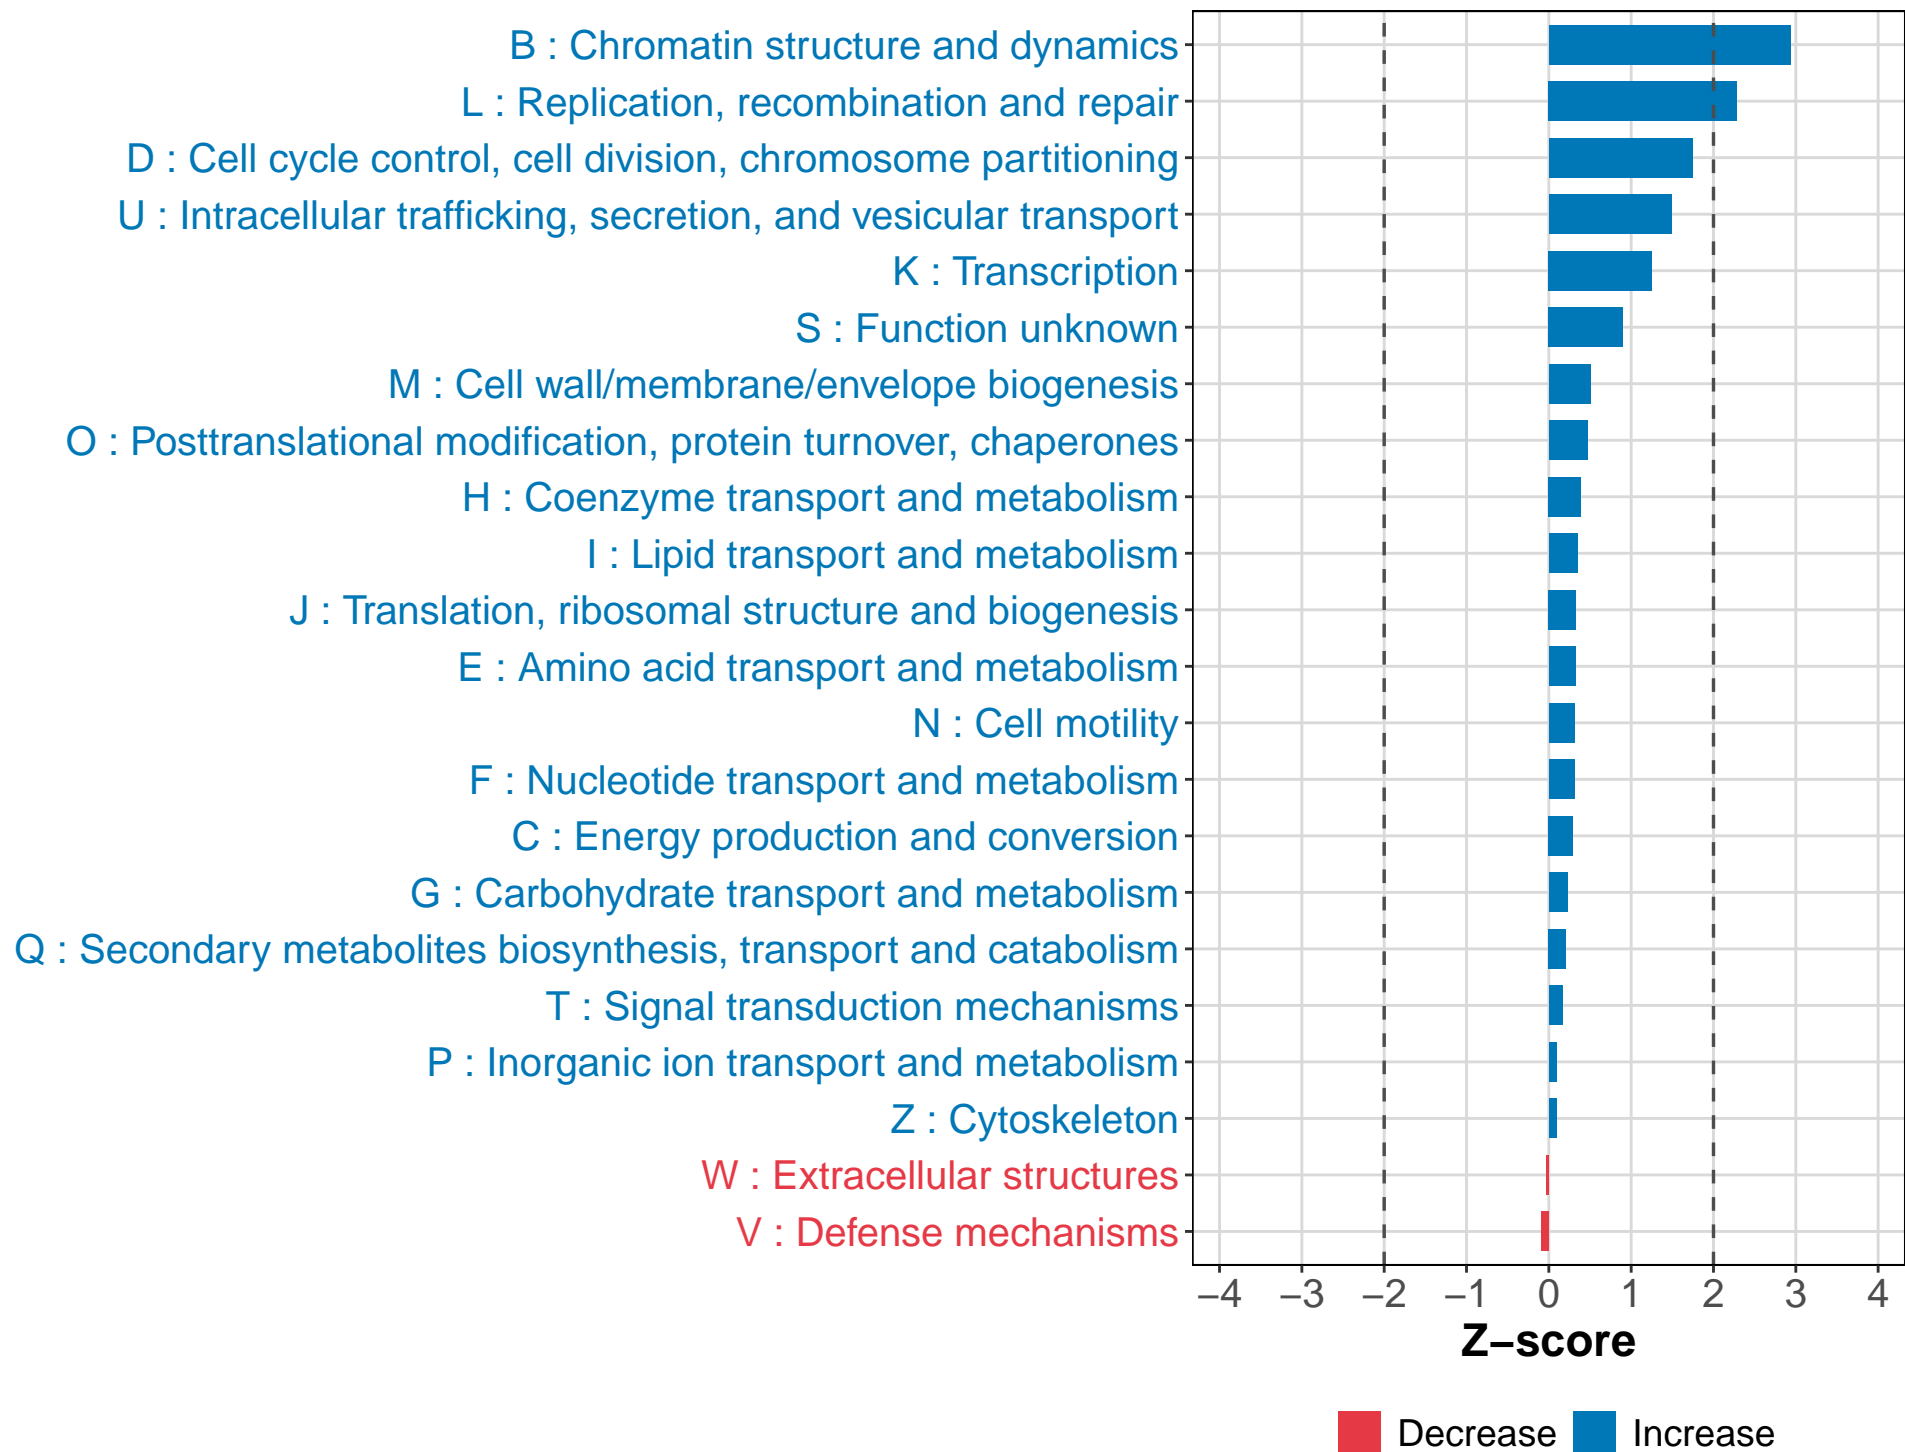 B : Chromatin structure and dynamics
L : Replication, recombination and repair
D : Cell cycle control, cell division, chromosome partitioning
U : Intracellular trafficking, secretion, and vesicular transport
K : Transcription
S : Function unknown
M : Cell wall/membrane/envelope biogenesis
O : Posttranslational modification, protein turnover, chaperones
H : Coenzyme transport and metabolism
I : Lipid transport and metabolism
J : Translation, ribosomal structure and biogenesis
E : Amino acid transport and metabolism
N : Cell motility
F : Nucleotide transport and metabolism
C : Energy production and conversion
G : Carbohydrate transport and metabolism
Q : Secondary metabolites biosynthesis, transport and catabolism
T : Signal transduction mechanisms
P : Inorganic ion transport and metabolism
Z : Cytoskeleton
W : Extracellular structures
V : Defense mechanisms
−4 −3 −2 −1 0 1 2 3 4
Z−score
Decrease Increase